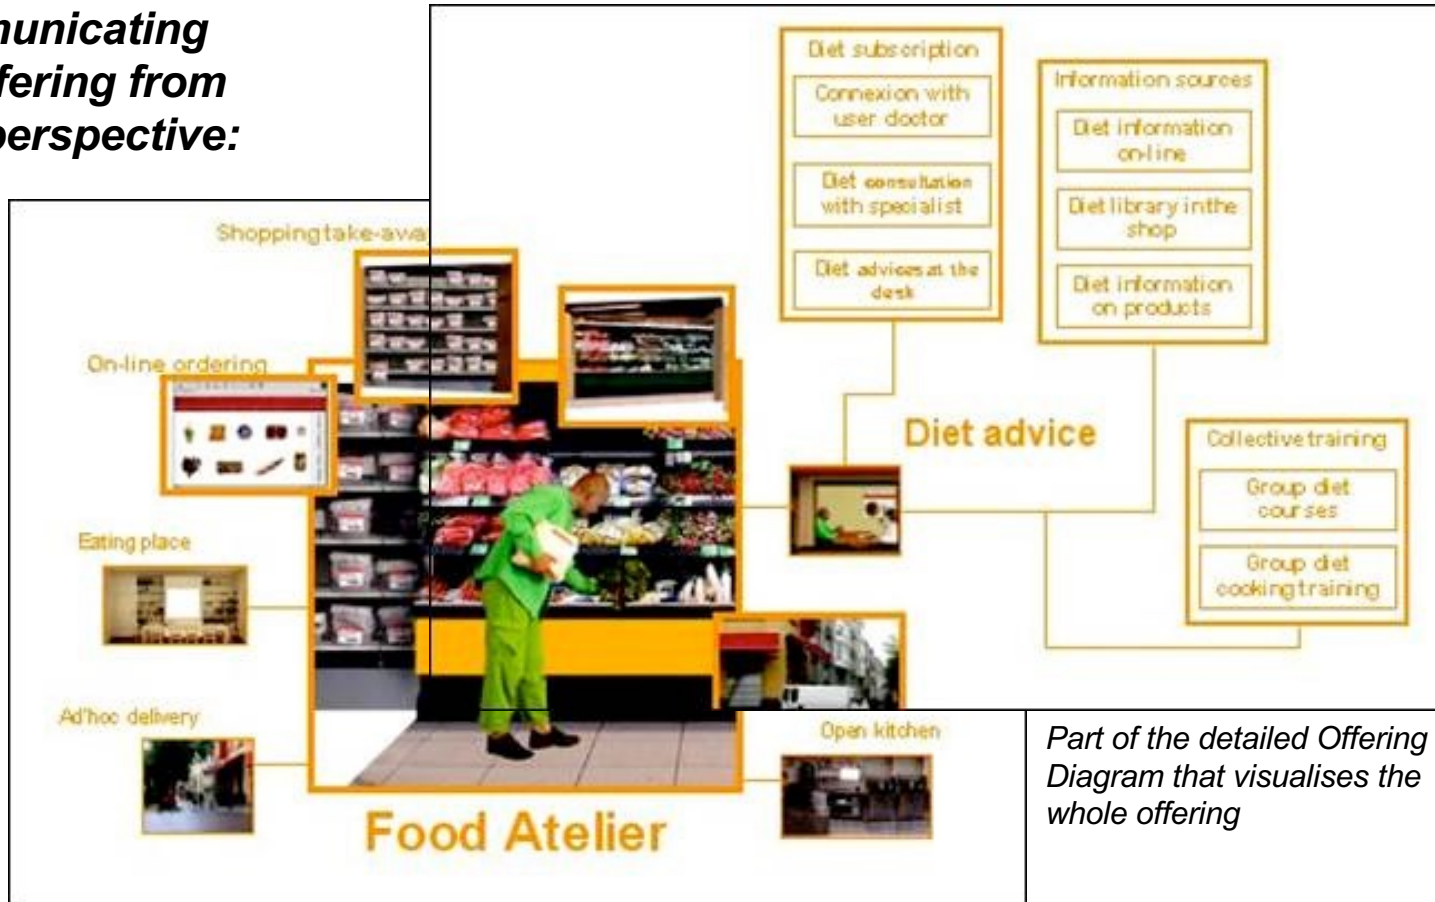 municating
fering from
perspective:
Diet subscription
Connexion with
user doctor
Diet consultation
with specialist
Diet advices at the
desk
Information sources
Diet information
on-line
Diet library in the
shop
Diet information
on products
Shopping take-awa
On-line ordering
Diet advice
Collective training
Group diet
courses
Group diet
cooking training
Eating place
Ad'hoc delivery
Open kitchen
Food Atelier
Part of the detailed Offering
Diagram that visualises the
whole offering